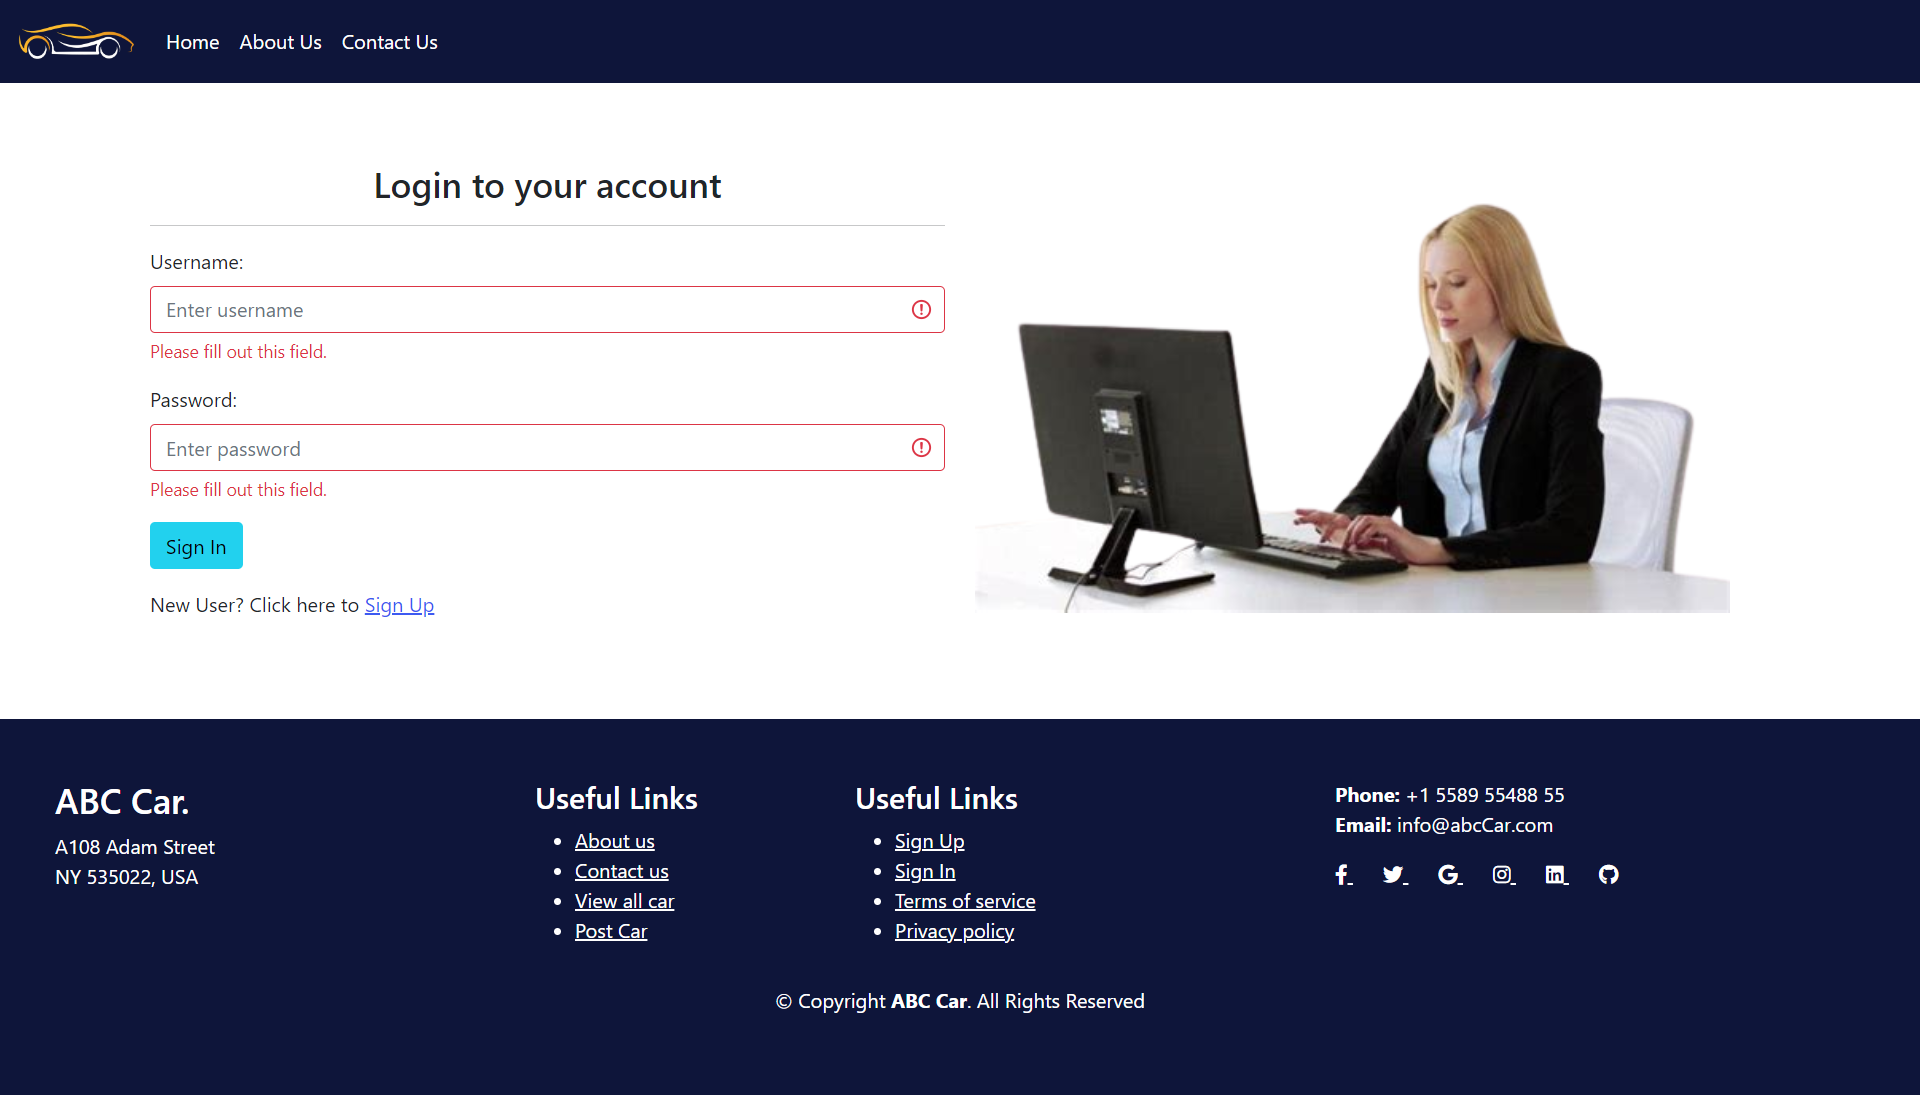 Home About Us Contact Us
Login to your account
Username:
Enter username
Please fill out this field.
Password:
Enter password
Please fill out this field.
Sign In
New User? Click here to Sign Up
ABC Car.
A108 Adam Street
NY 535022, USA
Useful Links
About us
Contact us
View all car
Post Car
Useful Links
Sign Up
Sign In
Terms of service
Privacy policy
Phone: +1 5589 55488 55
Email: info@abcCar.com
© Copyright ABC Car. All Rights Reserved